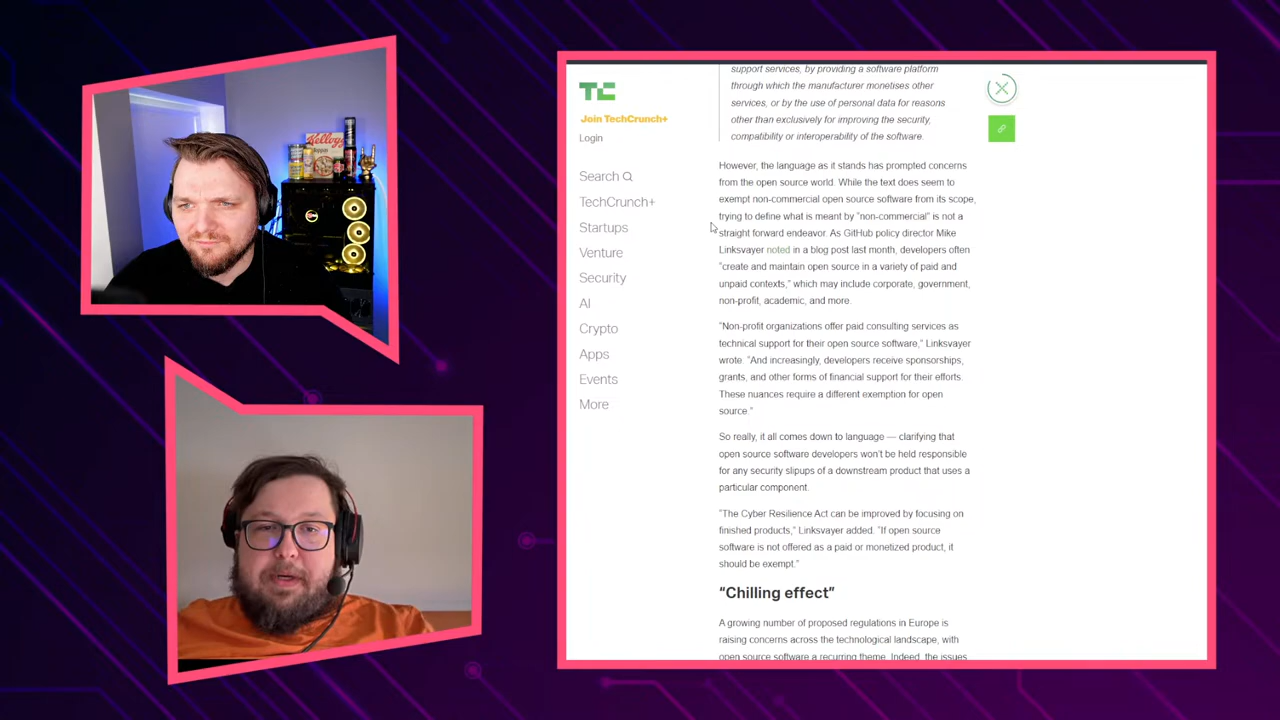 Kellogg's
TC
Join TechCrunch+
Login
Search
TechCrunch+
Startups
Venture
Security
AI
Crypto
Apps
Events
More
support services, by providing a software platform
through which the manufacturer monetises other
services, or by the use of personal data for reasons
other than exclusively for improving the security,
compatibility or interoperability of the software.
However, the language as it stands has prompted concerns
from the open source world. While the text does seem to
exempt non-commercial open source software from its scope,
trying to define what is meant by “non-commercial” is not a
straight forward endeavor. As GitHub policy director Mike
Linksvayer noted in a blog post last month, developers often
“create and maintain open source in a variety of paid and
unpaid contexts,” which may include corporate, government,
non-profit, academic, and more.
“Non-profit organizations offer paid consulting services as
technical support for their open source software,” Linksvayer
wrote. “And increasingly, developers receive sponsorships,
grants, and other forms of financial support for their efforts.
These nuances require a different exemption for open
source.”
So really, it all comes down to language — clarifying that
open source software developers won’t be held responsible
for any security slipups of a downstream product that uses a
particular component.
“The Cyber Resilience Act can be improved by focusing on
finished products,” Linksvayer added. “If open source
software is not offered as a paid or monetized product, it
should be exempt.”
“Chilling effect”
A growing number of proposed regulations in Europe is
raising concerns across the technological landscape, with
open source software a recurring theme. Indeed, the issues